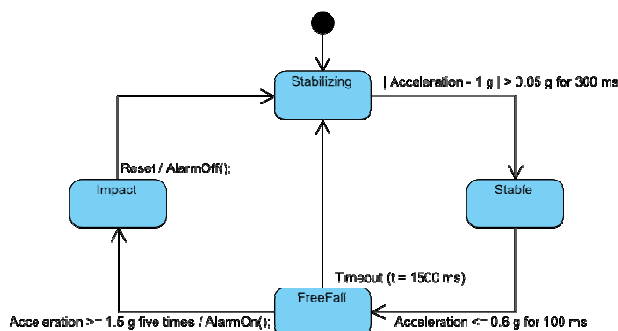 Stabilizing
| Acceleration - 1 g | > 0.05 g for 300 ms
Reset / AlarmOff();
Impact
Stable
Timeout (t = 1500 ms)
FreeFall
Acceleration >= 1.5 g five times / AlarmOn();
Acceleration <= 0.6 g for 100 ms